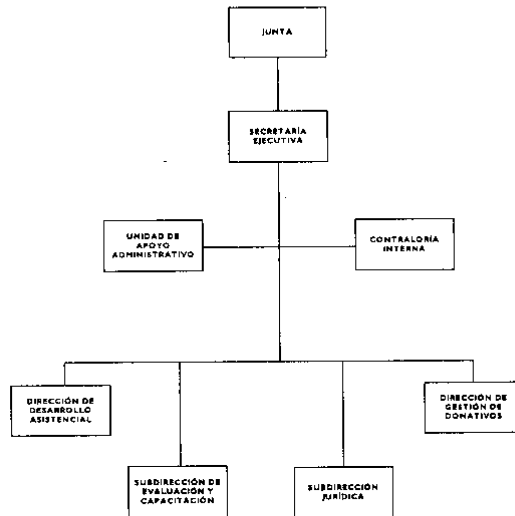 JUNTA
SECRETARÍA
EJECUTIVA
UNIDAD DE
APOYO
ADMINISTRATIVO
CONTRALORÍA
INTERNA
DIRECCIÓN DE
DESARROLLO
ASISTENCIAL
DIRECCIÓN DE
GESTIÓN DE
DONATIVOS
SUBDIRECCIÓN DE
EVALUACIÓN Y
CAPACITACIÓN
SUBDIRECCIÓN
JURÍDICA